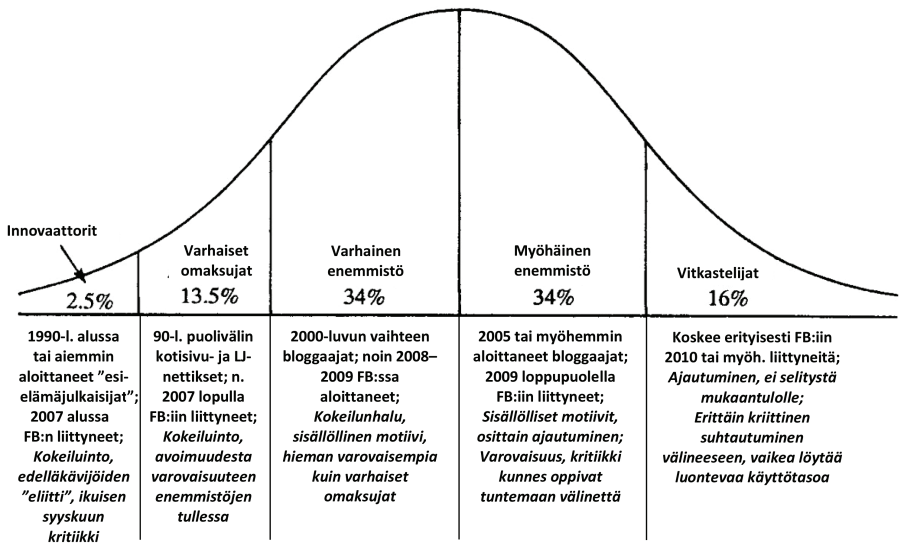 Innovaattorit
2.5%
Varhaiset
omaksujat
13.5%
Varhainen
enemmistö
34%
Myöhäinen
enemmistö
34%
Vitkastelijat
16%
1990-l. alussa
tai aiemmin
aloittaneet ”esi-
elämäjulkaisijat”;
2007 alussa
FB:n liittyneet;
Kokeiluinto,
edelläkävijöiden
”eliitti”, ikuisen
syyskuun
kritiikki
90-l. puolivälin
kotisivu- ja LJ-
nettikset; n.
2007 lopulla
FB:iin liittyneet;
Kokeiluinto,
avoimuudesta
varovaisuuteen
enemmistöjen
tullessa
2000-luvun vaihteen
bloggaajat; noin 2008–
2009 FB:ssa
aloittaneet;
Kokeilunhalu,
sisällöllinen motiivi,
hieman varovaisempia
kuin varhaiset
omaksujat
2005 tai myöhemmin
aloittaneet bloggaajat;
2009 loppupuolella
FB:iin liittyneet;
Sisällölliset motiivit,
osittain ajautuminen;
Varovaisuus, kritiikki
kunnes oppivat
tuntemaan välinettä
Koskee erityisesti FB:iin
2010 tai myöh. liittyneitä;
Ajautuminen, ei selitystä
mukaantulolle;
Erittäin kriittinen
suhtautuminen
välineeseen, vaikea löytää
luontevaa käyttötasoa